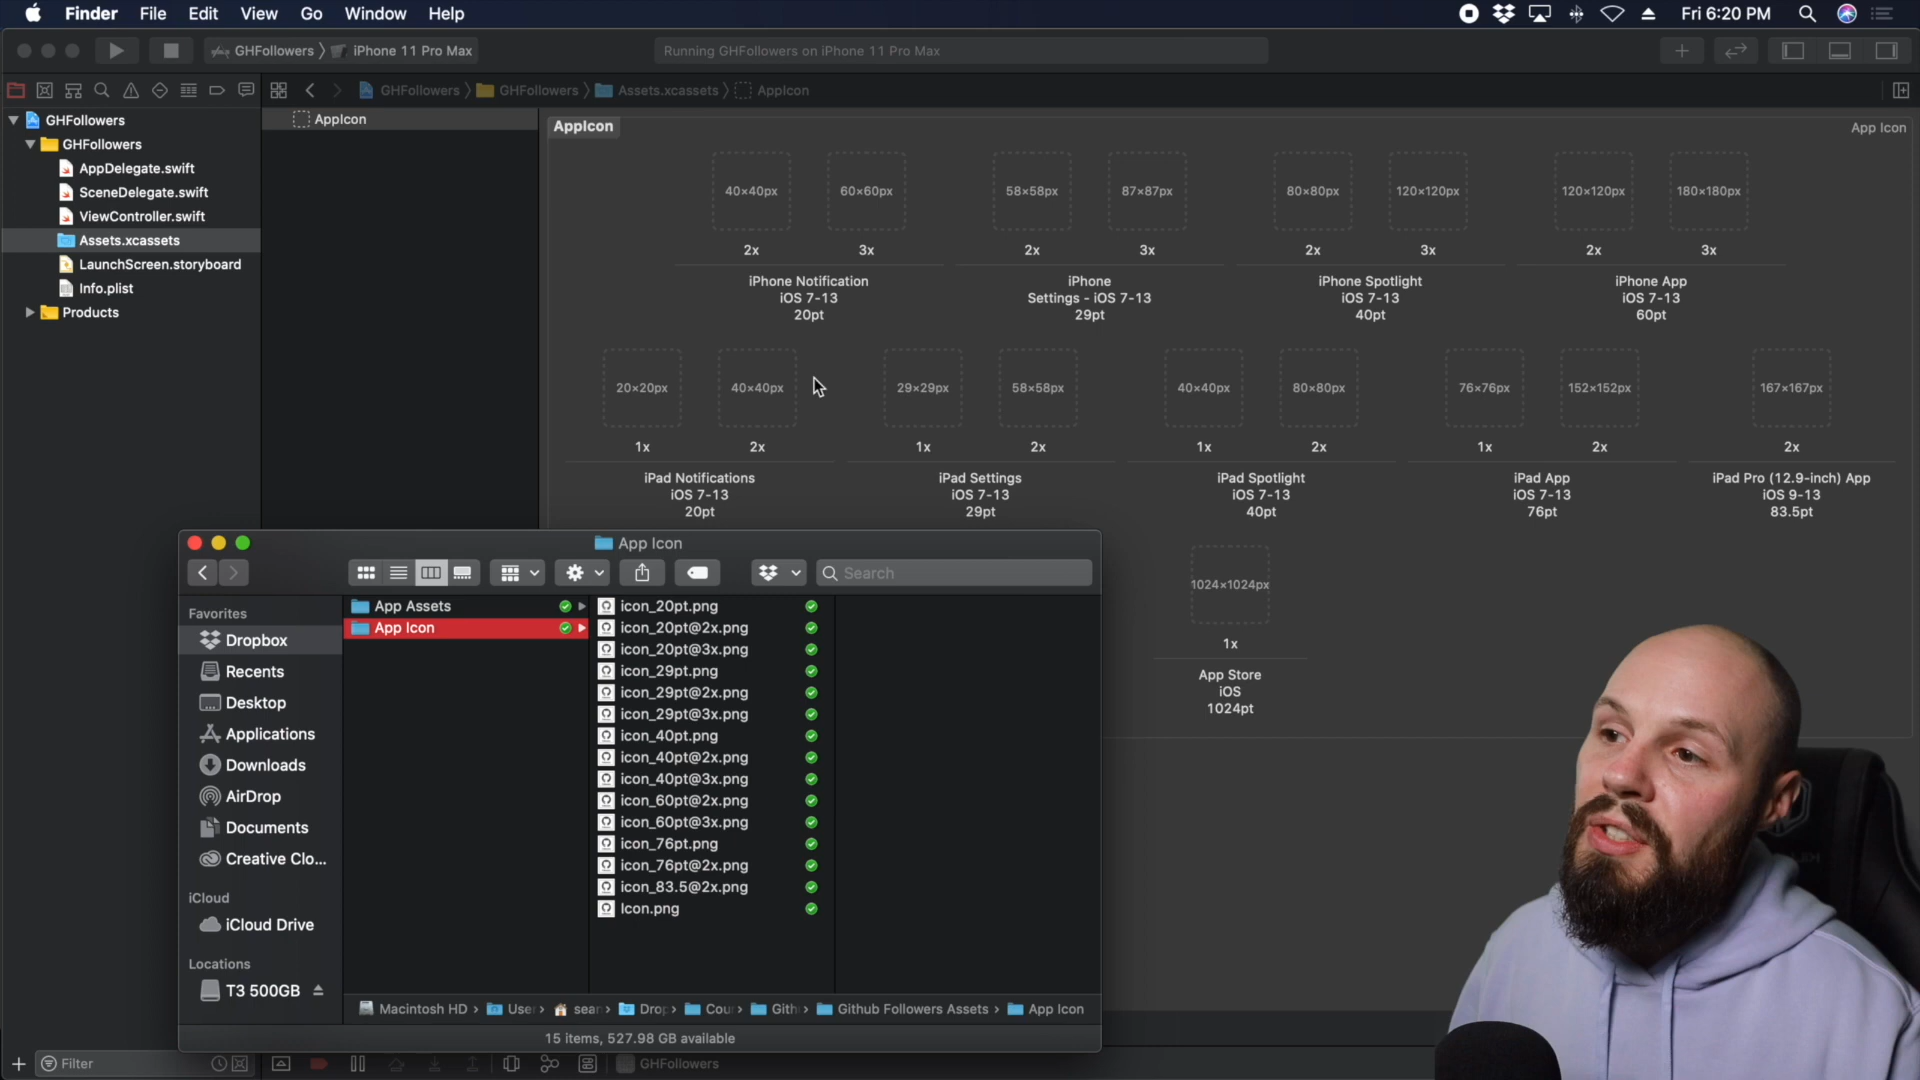 Finder File Edit View Go Window Help
Fri 6:20 PM
GHFollowers iPhone 11 Pro Max
Running GHFollowers on iPhone 11 Pro Max
GHFollowers GHFollowers Assets.xcassets AppIcon
GHFollowers
GHFollowers
AppDelegate.swift
SceneDelegate.swift
ViewController.swift
Assets.xcassets
LaunchScreen.storyboard
Info.plist
Products
AppIcon
AppIcon
App Icon
40×40px 60×60px 58×58px 87×87px 80×80px 120×120px 120×120px 180×180px
2x 3x 2x 3x 2x 3x 2x 3x
iPhone Notification
iOS 7-13
20pt
iPhone
Settings - iOS 7-13
29pt
iPhone Spotlight
iOS 7-13
40pt
iPhone App
iOS 7-13
60pt
20×20px 40×40px 29×29px 58×58px 40×40px 80×80px 76×76px 152×152px 167×167px
1x 2x 1x 2x 1x 2x 1x 2x 2x
iPad Notifications
iOS 7-13
20pt
iPad Settings
iOS 7-13
29pt
iPad Spotlight
iOS 7-13
40pt
iPad App
iOS 7-13
76pt
iPad Pro (12.9-inch) App
iOS 9-13
83.5pt
1024×1024px
1x
App Store
iOS
1024pt
App Icon
Search
Favorites
Dropbox
Recents
Desktop
Applications
Downloads
AirDrop
Documents
Creative Clo...
iCloud
iCloud Drive
Locations
T3 500GB
App Assets
App Icon
icon_20pt.png
icon_20pt@2x.png
icon_20pt@3x.png
icon_29pt.png
icon_29pt@2x.png
icon_29pt@3x.png
icon_40pt.png
icon_40pt@2x.png
icon_40pt@3x.png
icon_60pt@2x.png
icon_60pt@3x.png
icon_76pt.png
icon_76pt@2x.png
icon_83.5@2x.png
Icon.png
Macintosh HD User sean Drop Cou Gith Github Followers Assets App Icon
15 items, 527.98 GB available
Filter
GHFollowers